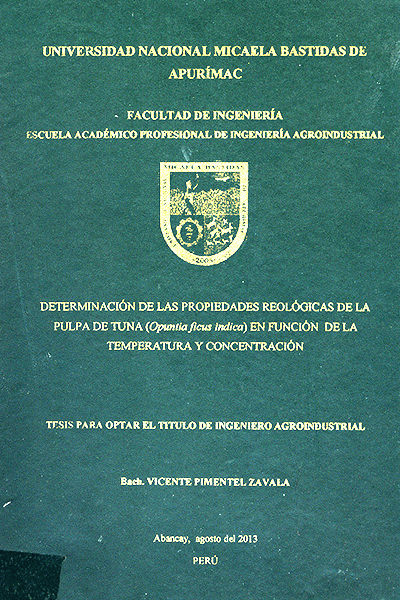 UNIVERSIDAD NACIONAL MICAELA BASTIDAS DE
APURÍMAC
FACULTAD DE INGENIERÍA
ESCUELA ACADÉMICO PROFESIONAL DE INGENIERÍA AGROINDUSTRIAL
MICAELA BASTIDAS
DETERMINACIÓN DE LAS PROPIEDADES REOLÓGICAS DE LA
PULPA DE TUNA (Opuntia ficus indica) EN FUNCIÓN DE LA
TEMPERATURA Y CONCENTRACIÓN
TESIS PARA OPTAR EL TITULO DE INGENIERO AGROINDUSTRIAL
Bach. VICENTE PIMENTEL ZAVALA
Abancay, agosto del 2013
PERÚ